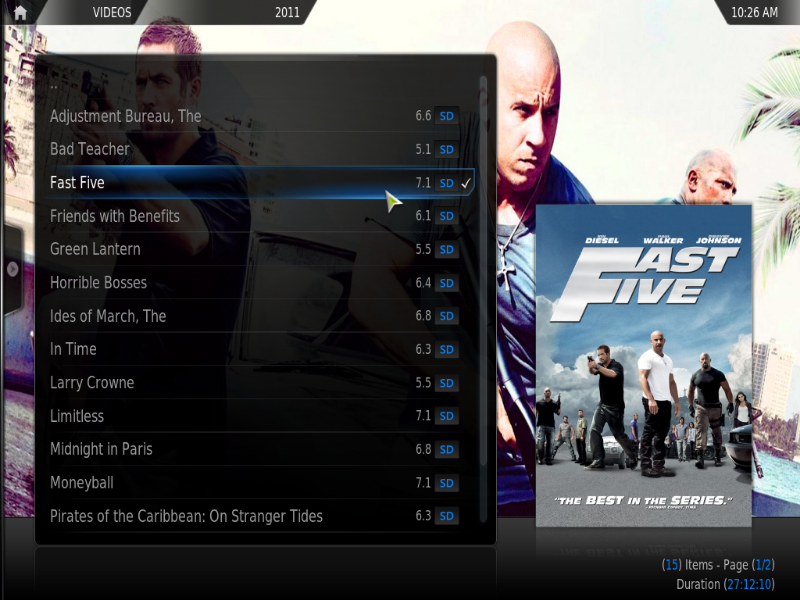 VIDEOS 2011 10:26 AM
..
Adjustment Bureau, The 6.6 SD
Bad Teacher 5.1 SD
Fast Five 7.1 SD
Friends with Benefits 6.1 SD
Green Lantern 5.5 SD
Horrible Bosses 6.4 SD
Ides of March, The 6.8 SD
In Time 6.3 SD
Larry Crowne 5.5 SD
Limitless 7.1 SD
Midnight in Paris 6.8 SD
Moneyball 7.1 SD
Pirates of the Caribbean: On Stranger Tides 6.3 SD
DIESEL WALKER JOHNSON
FAST
FIVE
"THE BEST IN THE SERIES."
(15) Items - Page (1/2)
Duration (27:12:10)